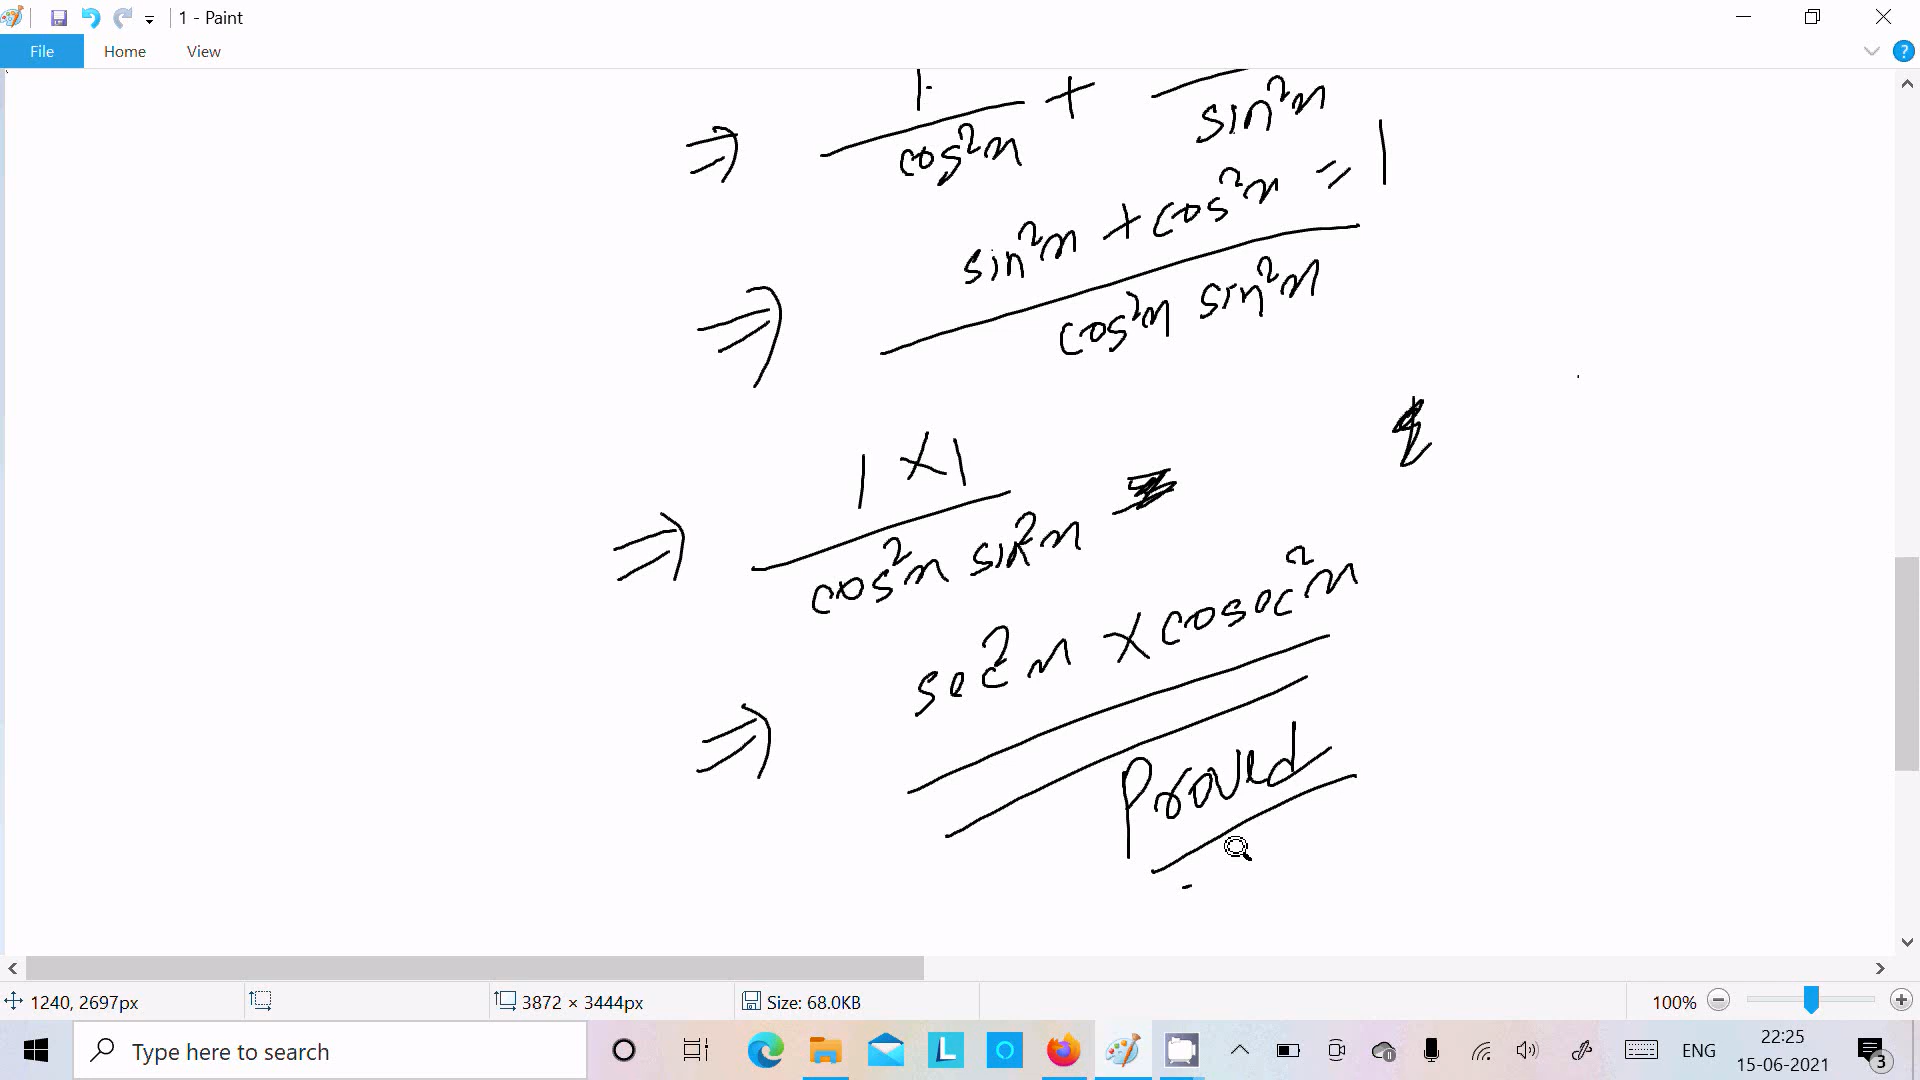 1 - Paint
File Home View
⇒ 1/cos²x + /sin²x
⇒ sin²x + cos²x = 1
cos²x sin²x
⇒ 1 × 1
cos²x sin²x
⇒ sec²x × cosec²x
Proved
1240, 2697px 3872 × 3444px Size: 68.0KB 100%
Type here to search
L
ENG
22:25
15-06-2021
3